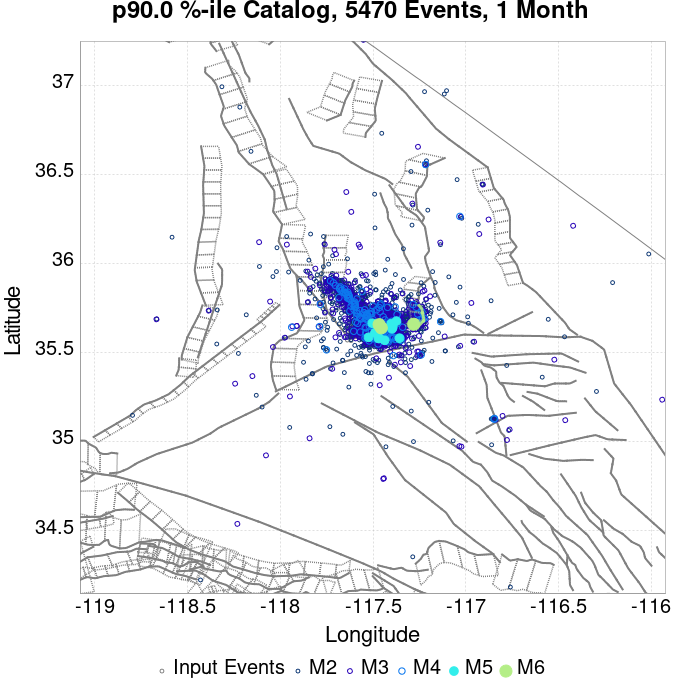 p90.0 %-ile Catalog, 5470 Events, 1 Month
37
36.5
36
35.5
35
34.5
Latitude
-119 -118.5 -118 -117.5 -117 -116.5 -116
Longitude
Input Events M2 M3 M4 M5 M6